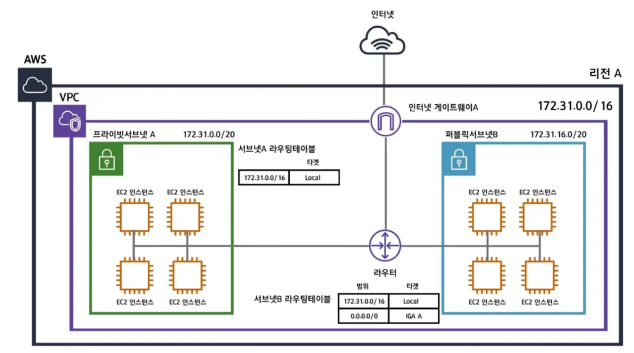 인터넷
AWS
리전 A
VPC
인터넷 게이트웨이A
172.31.0.0/ 16
프라이빗서브넷 A
172.31.0.0/20
퍼블릭서브넷B
172.31.16.0/20
서브넷A 라우팅테이블
타겟
172.31.0.0/ 16
Local
EC2 인스턴스
EC2 인스턴스
EC2 인스턴스
EC2 인스턴스
라우터
EC2 인스턴스
EC2 인스턴스
EC2 인스턴스
EC2 인스턴스
범위
타겟
서브넷B 라우팅테이블
172.31.0.0/ 16
Local
0.0.0.0/0
IGA A